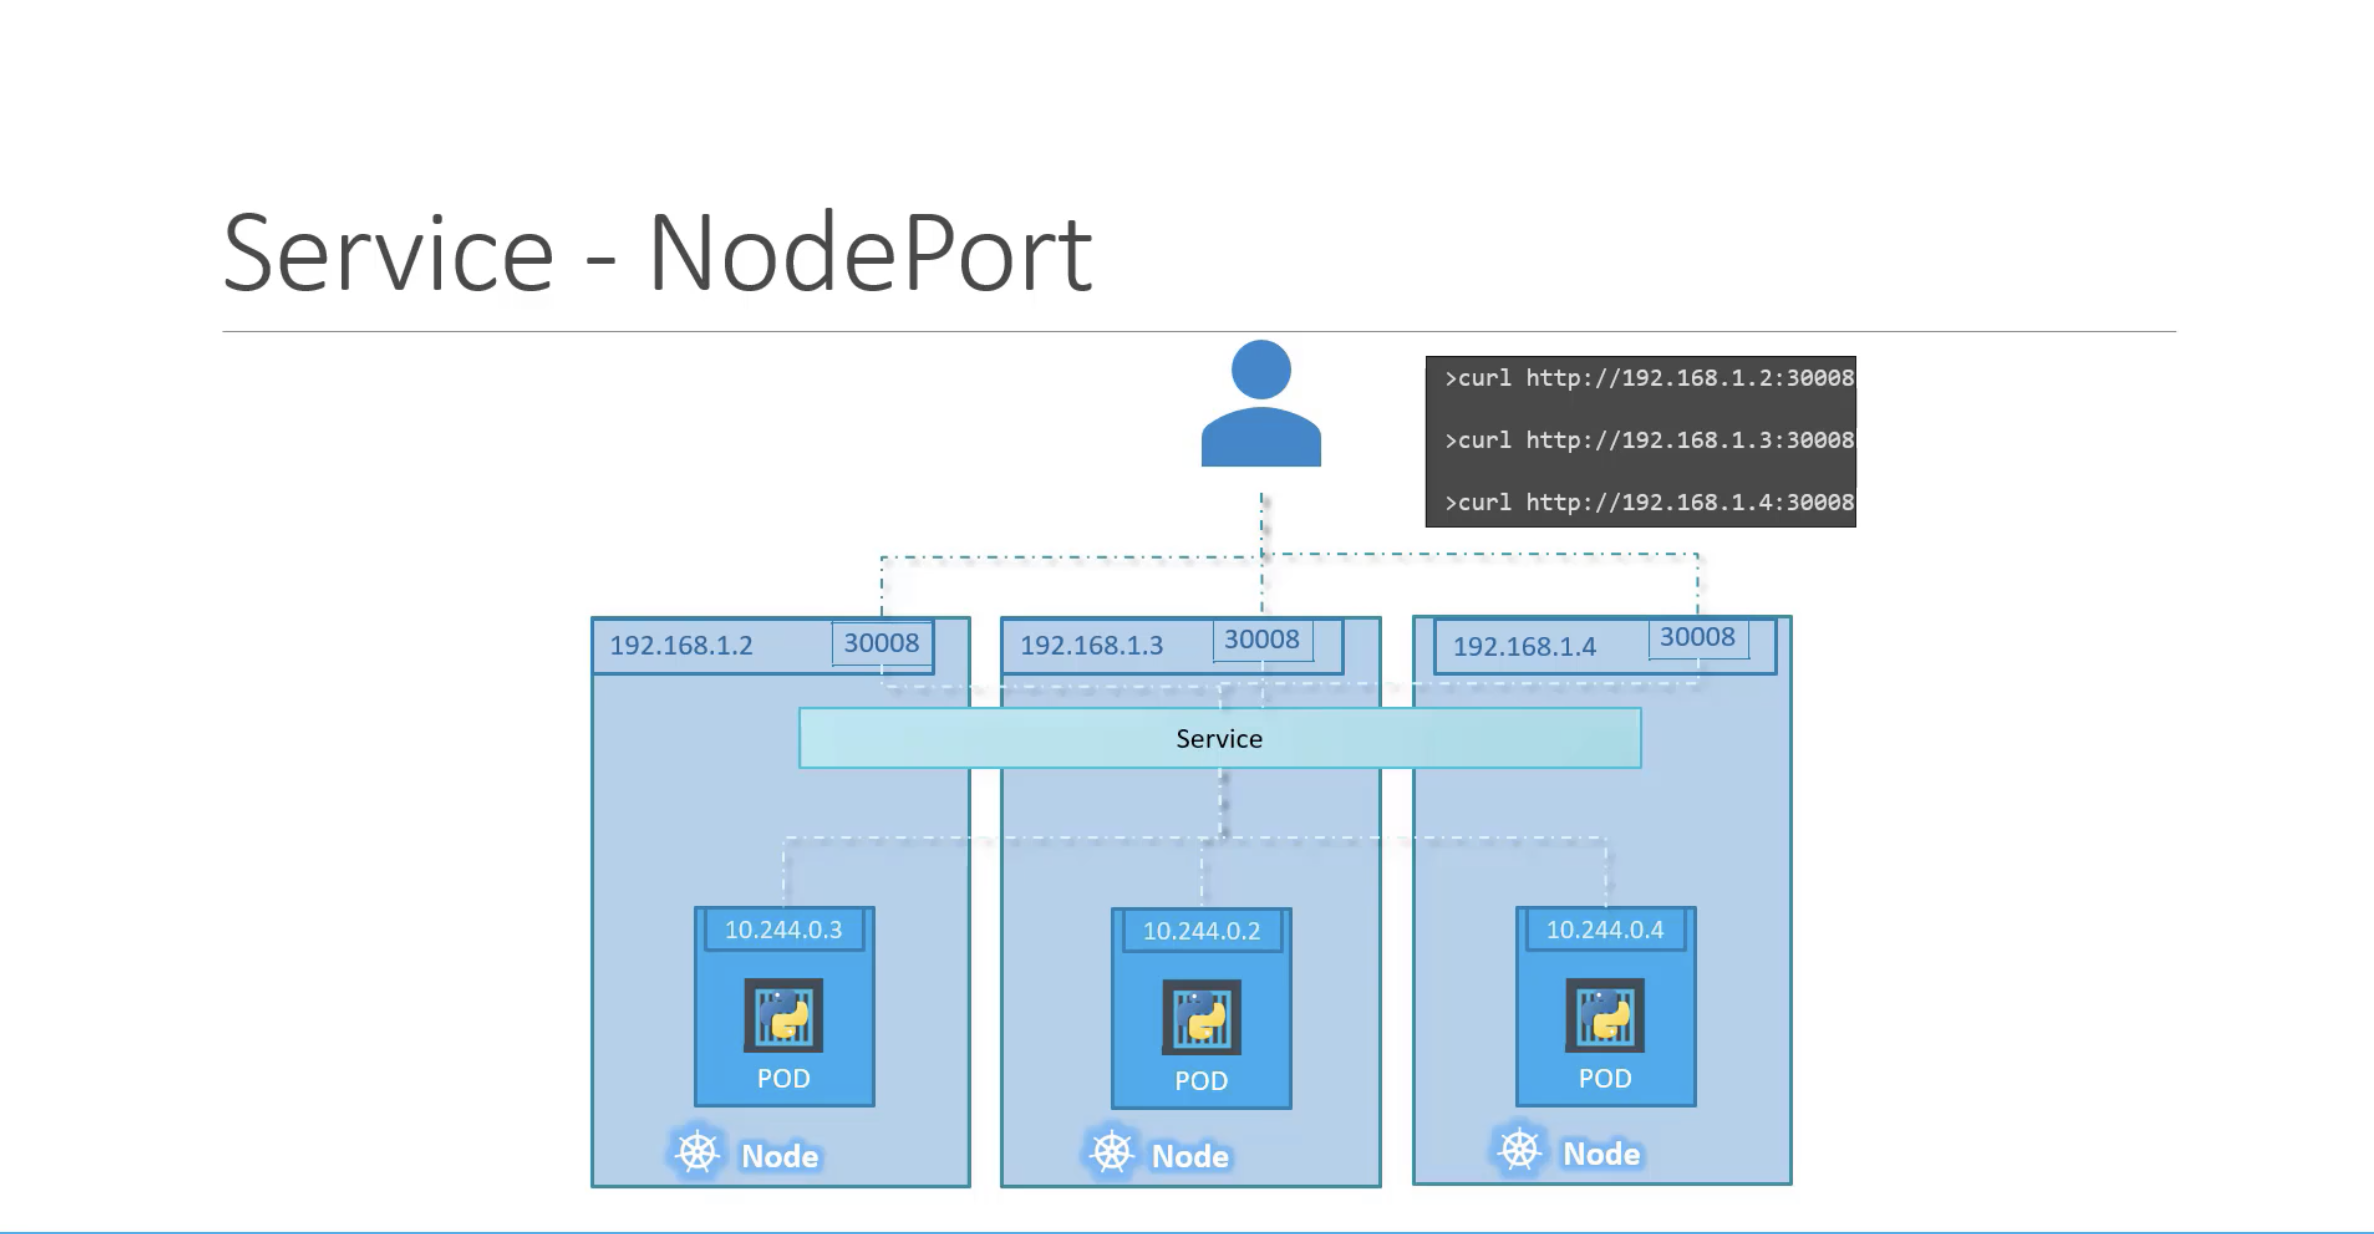 Service - NodePort
>curl http://192.168.1.2:30008
>curl http://192.168.1.3:30008
>curl http://192.168.1.4:30008
192.168.1.2
30008
192.168.1.3
30008
192.168.1.4
30008
Service
10.244.0.3
10.244.0.2
10.244.0.4
POD
POD
POD
Node
Node
Node